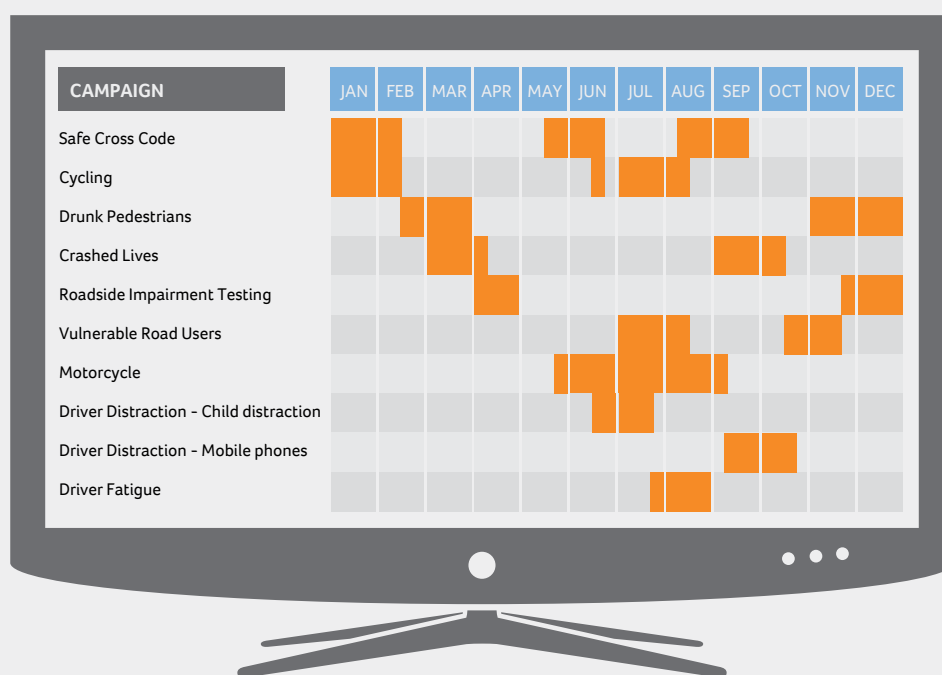 CAMPAIGN JAN FEB MAR APR MAY JUN JUL AUG SEP OCT NOV DEC
Safe Cross Code
Cycling
Drunk Pedestrians
Crashed Lives
Roadside Impairment Testing
Vulnerable Road Users
Motorcycle
Driver Distraction - Child distraction
Driver Distraction - Mobile phones
Driver Fatigue